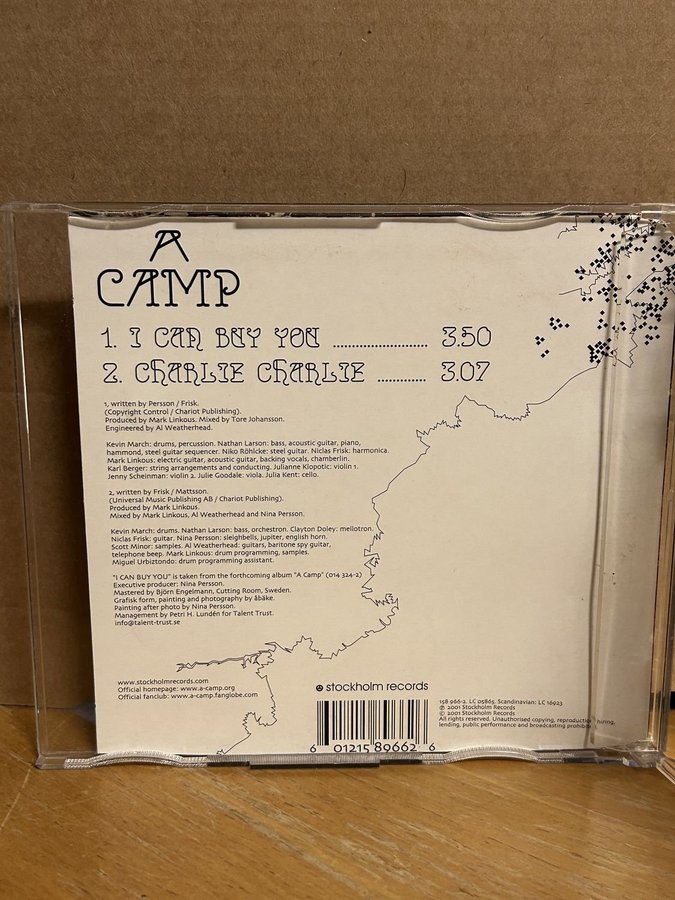 A
CAMP
1. I CAN BUY YOU ........................ 3.50
2. CHARLIE CHARLIE ............. 3.07
1, written by Persson / Frisk.
(Copyright Control / Chariot Publishing).
Produced by Mark Linkous. Mixed by Tore Johansson.
Engineered by Al Weatherhead.
Kevin March: drums, percussion. Nathan Larson: bass, acoustic guitar, piano,
hammond, steel guitar sequencer. Niko Röhlcke: steel guitar. Niclas Frisk: harmonica.
Mark Linkous: electric guitar, acoustic guitar, backing vocals, chamberlin.
Karl Berger: string arrangements and conducting. Julianne Klopotic: violin 1.
Jenny Scheinman: violin 2. Julie Goodale: viola. Julia Kent: cello.
2, written by Frisk / Mattsson.
(Universal Music Publishing AB / Chariot Publishing).
Produced by Mark Linkous.
Mixed by Mark Linkous, Al Weatherhead and Nina Persson.
Kevin March: drums. Nathan Larson: bass, orchestron. Clayton Doley: mellotron.
Niclas Frisk: guitar. Nina Persson: sleighbells, jupiter, english horn.
Scott Minor: samples. Al Weatherhead: guitars, baritone spy guitar,
telephone beep. Mark Linkous: drum programming, samples.
Miguel Urbiztondo: drum programming assistant.
"I CAN BUY YOU" is taken from the forthcoming album "A Camp" (014 324-2)
Executive producer: Nina Persson.
Mastered by Björn Engelmann, Cutting Room, Sweden.
Grafisk form, painting and photography by åbäke.
Painting after photo by Nina Persson.
Management by Petri H. Lundén for Talent Trust.
info@talent-trust.se
www.stockholmrecords.com
Official homepage: www.a-camp.org
Official fanclub: www.a-camp.fanglobe.com
stockholm records
6 01215 89662 6
158 966-2. LC 05865. Scandinavian: LC 16923
℗ 2001 Stockholm Records
© 2001 Stockholm Records
All rights reserved. Unauthorised copying, reproduction, hiring,
lending, public performance and broadcasting prohibited